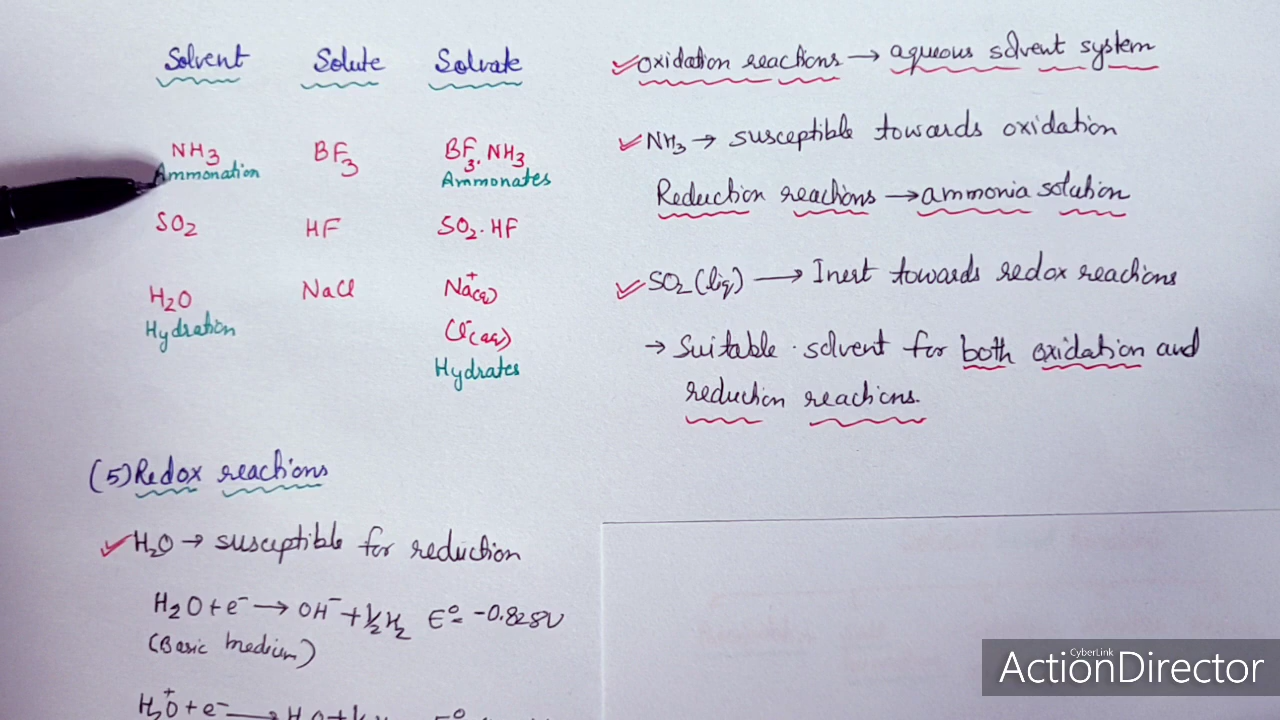 Solvent Solute Solvate
NH3 BF3 BF3.NH3
Ammonation Ammonates
SO2 HF SO2.HF
H2O NaCl Na+(aq)
Hydration Cl-(aq)
Hydrates
(5) Redox reactions
✓H2O → susceptible for reduction
H2O + e- → OH- + 1/2 H2 E° = -0.828V
(Basic medium)
H3O+ + e- →
✓oxidation reactions → aqueous solvent system
✓NH3 → susceptible towards oxidation
Reduction reactions → ammonia solution
✓SO2(liq) → Inert towards redox reactions
→ Suitable solvent for both oxidation and
reduction reactions.
CyberLink
ActionDirector